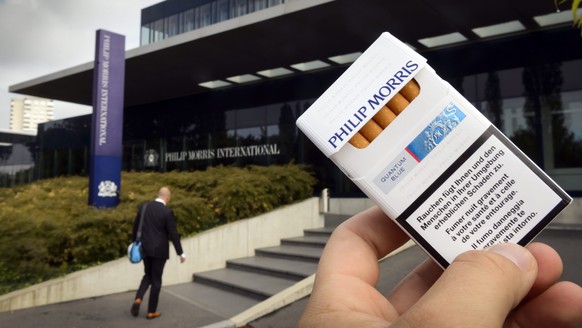 PHILIP MORRIS
INTERNATIONAL
PHILIP MORRIS INTERNATIONAL
PHILIP MORRIS
QUANTUM
BLUE
Rauchen fügt Ihnen und den
Menschen in Ihrer Umgebung
erheblichen Schaden zu.
Fumer nuit gravement
à votre santé et à celle
de votre entourage.
Il fumo danneggia
gravemente te
e chi ti sta intorno.